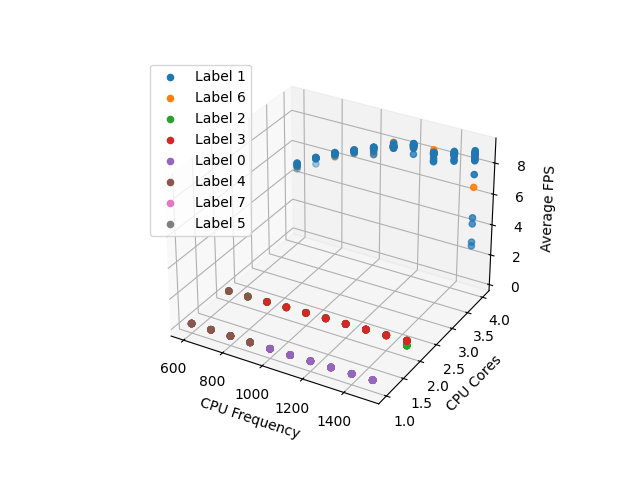 Label 1
Label 6
Label 2
Label 3
Label 0
Label 4
Label 7
Label 5
8
6
4
2
0
Average FPS
4.0
3.5
3.0
2.5
2.0
1.5
1.0
CPU Cores
600
800
1000
1200
1400
CPU Frequency